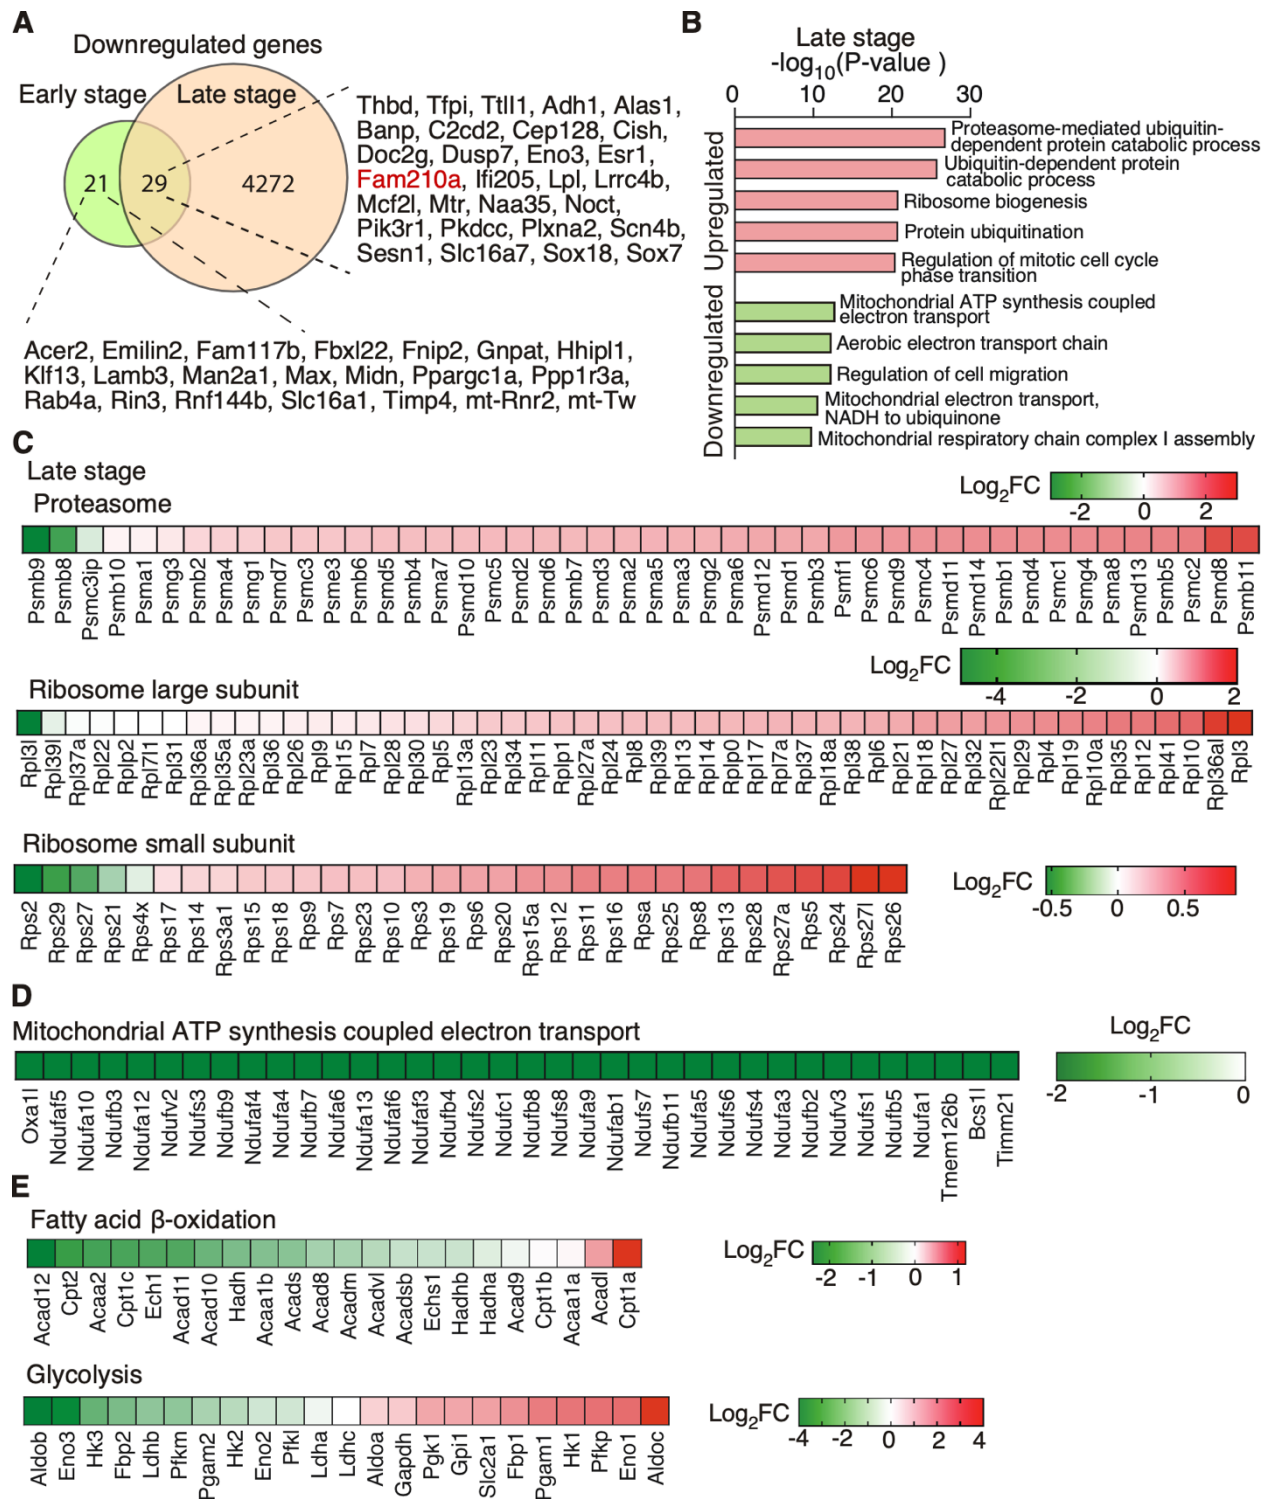 A
Downregulated genes
Early stage
Late stage
21
29
4272
Thbd, Tfpi, Ttll1, Adh1, Alas1,
Banp, C2cd2, Cep128, Cish,
Doc2g, Dusp7, Eno3, Esr1,
Fam210a, Ifi205, Lpl, Lrrc4b,
Mcf2l, Mtr, Naa35, Noct,
Pik3r1, Pkdcc, Plxna2, Scn4b,
Sesn1, Slc16a7, Sox18, Sox7
Acer2, Emilin2, Fam117b, Fbxl22, Fnip2, Gnpat, Hhipl1,
Klf13, Lamb3, Man2a1, Max, Midn, Ppargc1a, Ppp1r3a,
Rab4a, Rin3, Rnf144b, Slc16a1, Timp4, mt-Rnr2, mt-Tw
B
Late stage
-log10(P-value )
0 10 20 30
Upregulated
Proteasome-mediated ubiquitin-
dependent protein catabolic process
Ubiquitin-dependent protein
catabolic process
Ribosome biogenesis
Protein ubiquitination
Regulation of mitotic cell cycle
phase transition
Downregulated
Mitochondrial ATP synthesis coupled
electron transport
Aerobic electron transport chain
Regulation of cell migration
Mitochondrial electron transport,
NADH to ubiquinone
Mitochondrial respiratory chain complex I assembly
C
Late stage
Proteasome
Log2FC
-2 0 2
Psmb9 Psmb8 Psmc3ip Psmb10 Psma1 Psmg3 Psmb2 Psma4 Psmg1 Psmd7 Psmc3 Psme3 Psmb6 Psmd5 Psmb4 Psma7 Psmd10 Psmc5 Psmd2 Psmd6 Psmb7 Psmd3 Psma2 Psma5 Psma3 Psmg2 Psma6 Psmd12 Psmd1 Psmb3 Psmf1 Psmc6 Psmd9 Psmc4 Psmd11 Psmd14 Psmb1 Psmd4 Psmc1 Psmg4 Psma8 Psmd13 Psmb5 Psmc2 Psmd8 Psmb11
Ribosome large subunit
Log2FC
-4 -2 0 2
Rpl3l Rpl39l Rpl37a Rpl22 Rplp2 Rpl7l1 Rpl31 Rpl36a Rpl35a Rpl23a Rpl36 Rpl26 Rpl9 Rpl15 Rpl7 Rpl28 Rpl30 Rpl5 Rpl13a Rpl23 Rpl34 Rpl11 Rplp1 Rpl27a Rpl24 Rpl8 Rpl39 Rpl13 Rpl14 Rplp0 Rpl17 Rpl7a Rpl37 Rpl18a Rpl38 Rpl6 Rpl21 Rpl18 Rpl27 Rpl32 Rpl22l1 Rpl29 Rpl4 Rpl19 Rpl10a Rpl35 Rpl12 Rpl41 Rpl10 Rpl36al Rpl3
Ribosome small subunit
Log2FC
-0.5 0 0.5
Rps2 Rps29 Rps27 Rps21 Rps4x Rps17 Rps14 Rps3a1 Rps15 Rps18 Rps9 Rps7 Rps23 Rps10 Rps3 Rps19 Rps6 Rps20 Rps15a Rps12 Rps11 Rps16 Rpsa Rps25 Rps8 Rps13 Rps28 Rps27a Rps5 Rps24 Rps27l Rps26
D
Mitochondrial ATP synthesis coupled electron transport
Log2FC
-2 -1 0
Oxa1l Ndufaf5 Ndufa10 Ndufb3 Ndufa12 Ndufv2 Ndufs3 Ndufb9 Ndufaf4 Ndufa4 Ndufb7 Ndufa6 Ndufa13 Ndufaf6 Ndufaf3 Ndufb4 Ndufs2 Ndufc1 Ndufb8 Ndufs8 Ndufa9 Ndufab1 Ndufs7 Ndufb11 Ndufa5 Ndufs6 Ndufs4 Ndufa3 Ndufb2 Ndufv3 Ndufs1 Ndufb5 Ndufa1 Tmem126b Bcs1l Timm21
E
Fatty acid β-oxidation
Log2FC
-2 -1 0 1
Acad12 Cpt2 Acaa2 Cpt1c Ech1 Acad11 Acad10 Hadh Acaa1b Acads Acad8 Acadm Acadvl Acadsb Echs1 Hadhb Hadha Acad9 Cpt1b Acaa1a Acadl Cpt1a
Glycolysis
Log2FC
-4 -2 0 2 4
Aldob Eno3 Hk3 Fbp2 Ldhb Pfkm Pgam2 Hk2 Eno2 Pfkl Ldha Ldhc Aldoa Gapdh Pgk1 Gpi1 Slc2a1 Fbp1 Pgam1 Hk1 Pfkp Eno1 Aldoc